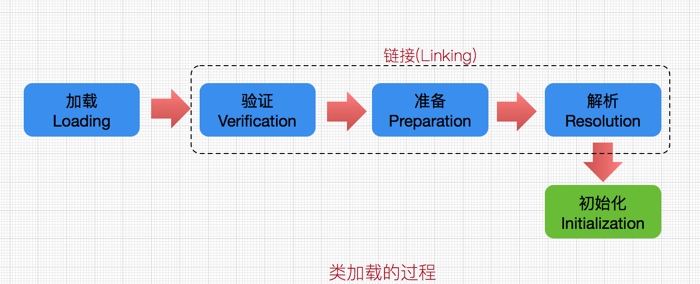 链接(Linking)
加载
Loading
验证
Verification
准备
Preparation
解析
Resolution
初始化
Initialization
类加载的过程